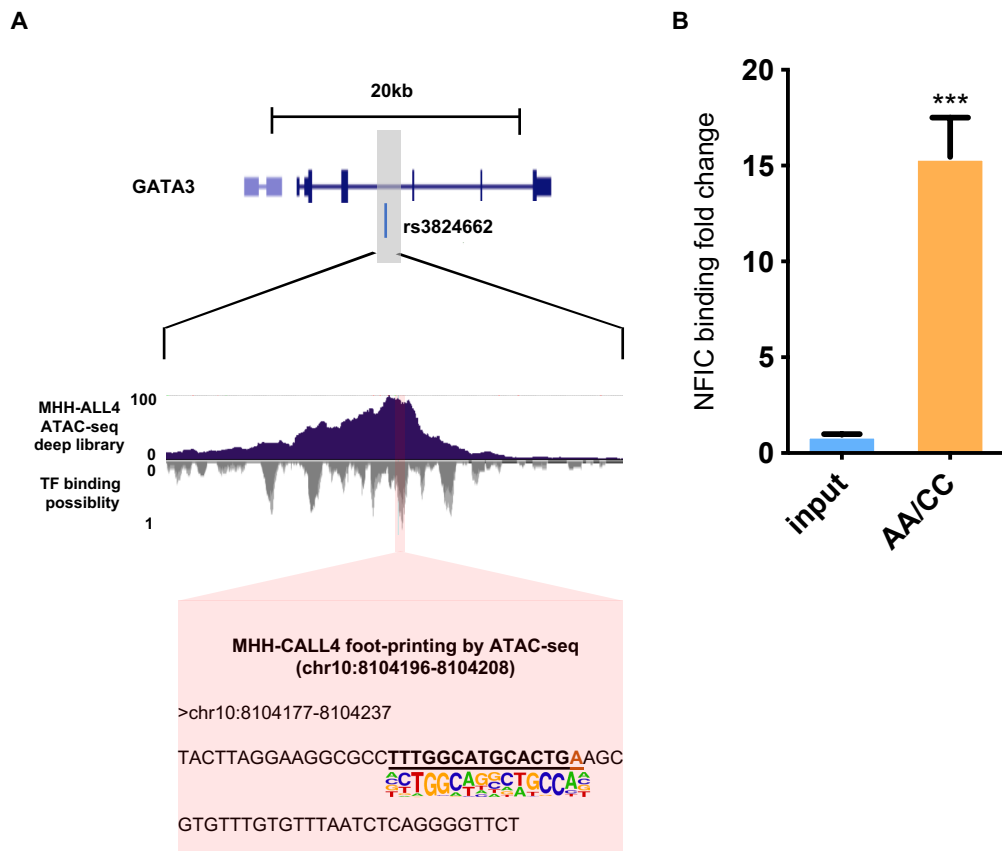 A
20kb
GATA3
rs3824662
MHH-ALL4
ATAC-seq
deep library
100
0
0
TF binding
possiblity
1
MHH-CALL4 foot-printing by ATAC-seq
(chr10:8104196-8104208)
>chr10:8104177-8104237
TACTTAGGAAGGCGCCTTTGGCATGCACTGAAGC
GTGTTTGTGTTTAATCTCAGGGGTTCT
B
NFIC binding fold change
20
15
10
5
0
***
input
AA/CC